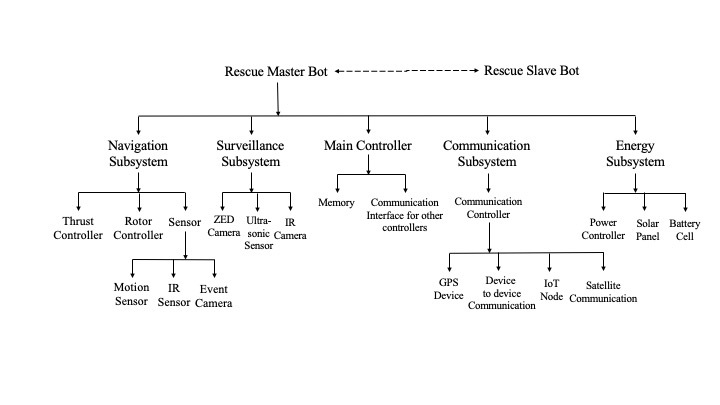 Rescue Master Bot
Rescue Slave Bot
Navigation
Subsystem
Surveillance
Subsystem
Main Controller
Communication
Subsystem
Energy
Subsystem
Thrust
Controller
Rotor
Controller
Sensor
ZED
Camera
Ultra-
sonic
Sensor
IR
Camera
Memory
Communication
Interface for other
controllers
Communication
Controller
Power
Controller
Solar
Panel
Battery
Cell
Motion
Sensor
IR
Sensor
Event
Camera
GPS
Device
Device
to device
Communication
IoT
Node
Satellite
Communication